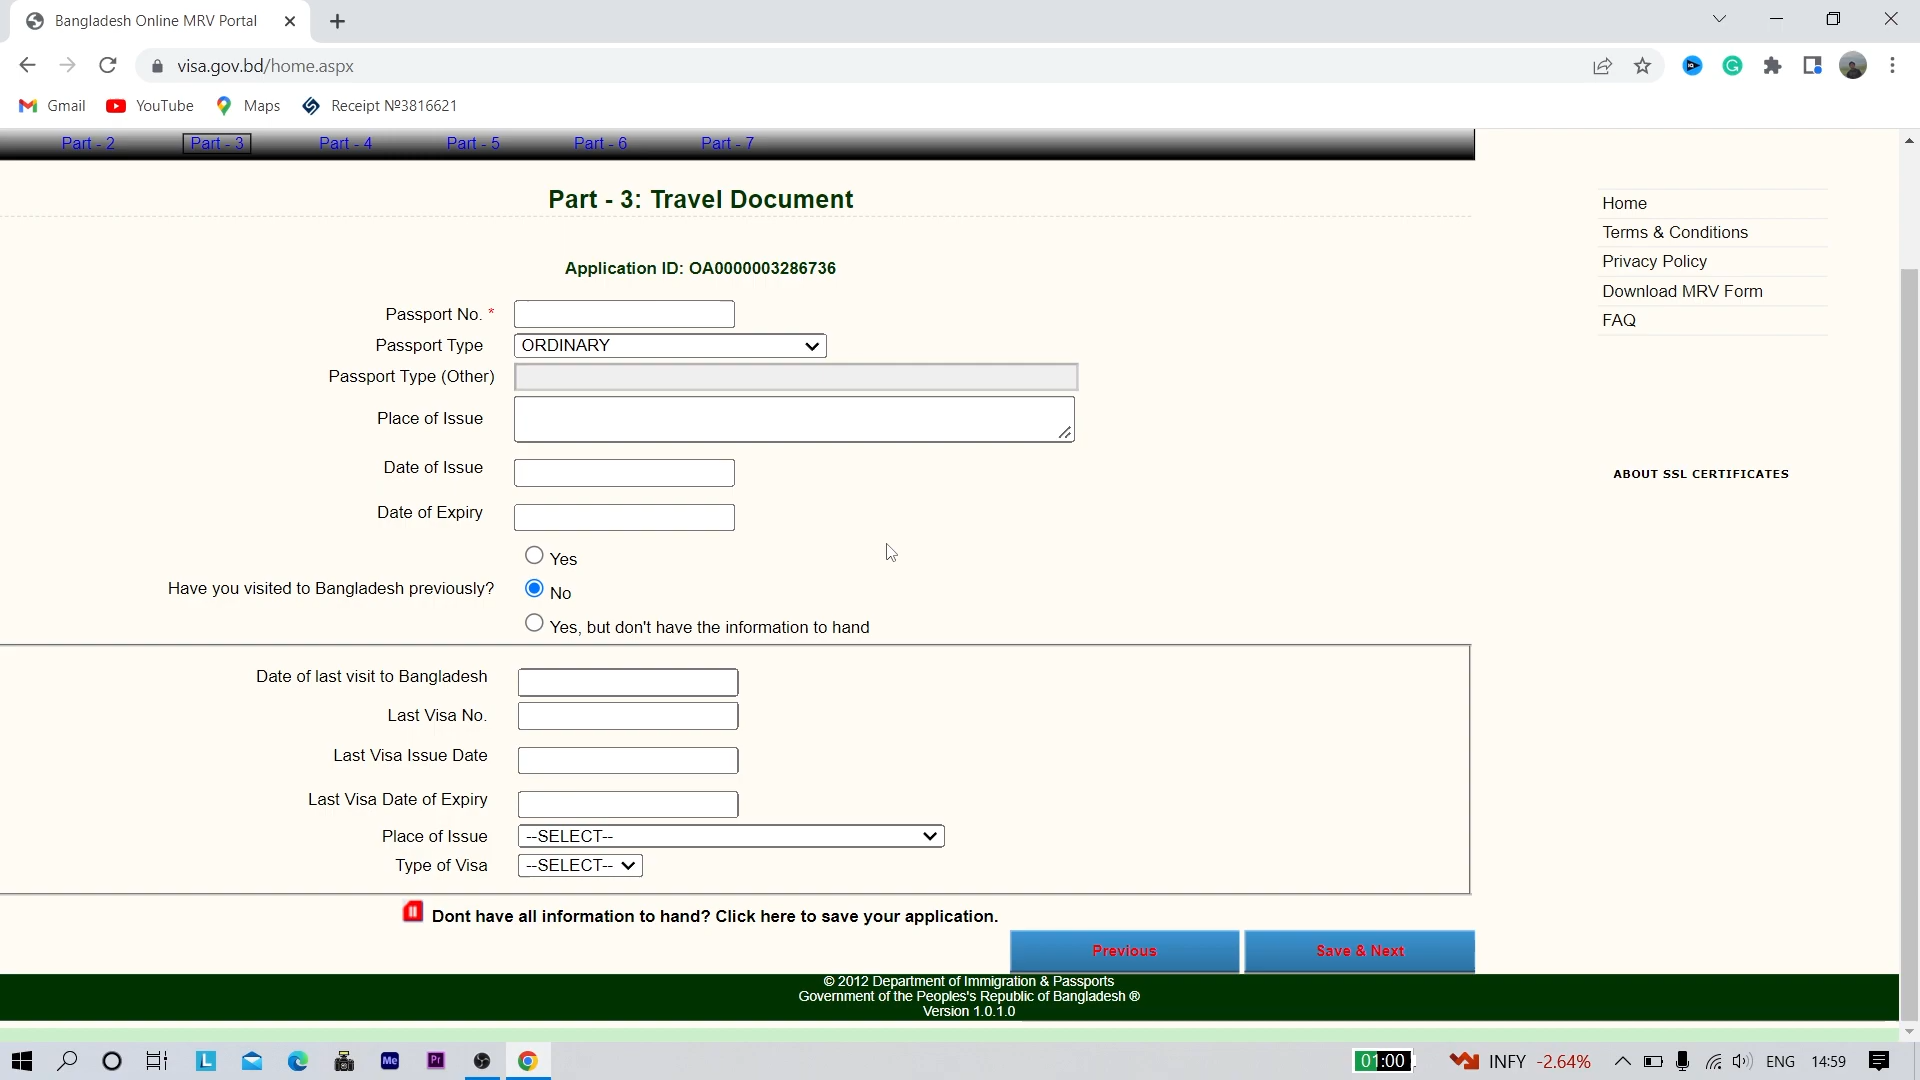 Bangladesh Online MRV Portal
visa.gov.bd/home.aspx
Gmail YouTube Maps Receipt Nº3816621
Part - 2 Part - 3 Part - 4 Part - 5 Part - 6 Part - 7
Part - 3: Travel Document
Application ID: OA0000003286736
Passport No. *
Passport Type ORDINARY
Passport Type (Other)
Place of Issue
Date of Issue
Date of Expiry
Yes
Have you visited to Bangladesh previously? No
Yes, but don't have the information to hand
Date of last visit to Bangladesh
Last Visa No.
Last Visa Issue Date
Last Visa Date of Expiry
Place of Issue --SELECT--
Type of Visa --SELECT--
Dont have all information to hand? Click here to save your application.
Previous Save & Next
Home
Terms & Conditions
Privacy Policy
Download MRV Form
FAQ
ABOUT SSL CERTIFICATES
© 2012 Department of Immigration & Passports
Government of the Peoples's Republic of Bangladesh ®
Version 1.0.1.0
L Me Pr 01:00 INFY -2.64% ENG 14:59